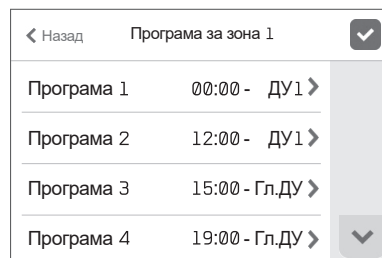 Назад Програма за зона 1
Програма 1 00:00 - ДУ1
Програма 2 12:00 - ДУ1
Програма 3 15:00 - Гл.ДУ
Програма 4 19:00 - Гл.ДУ